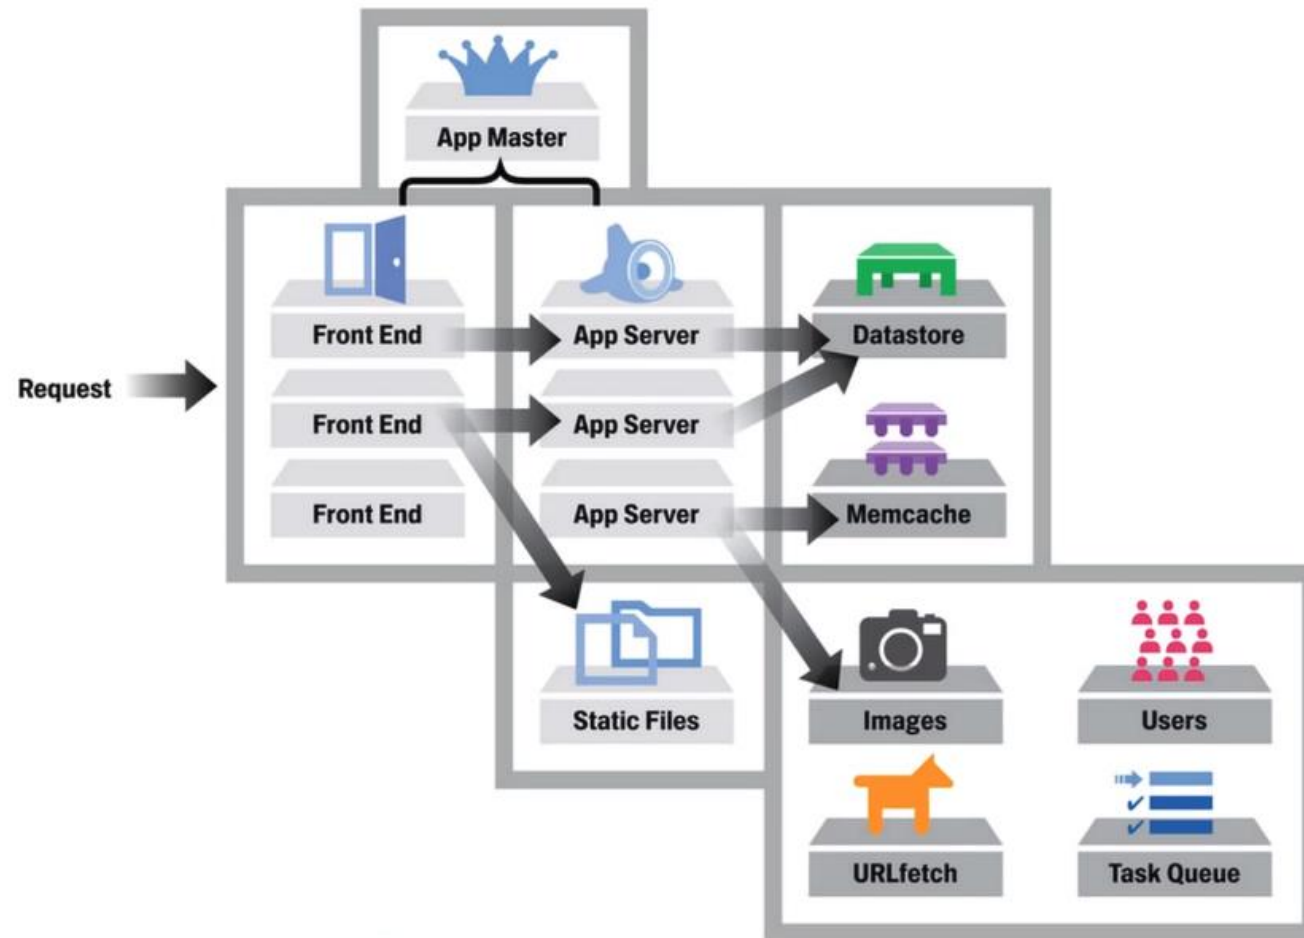 App Master
Front End
App Server
Datastore
Request
Front End
App Server
Front End
App Server
Memcache
Static Files
Images
Users
URLfetch
Task Queue